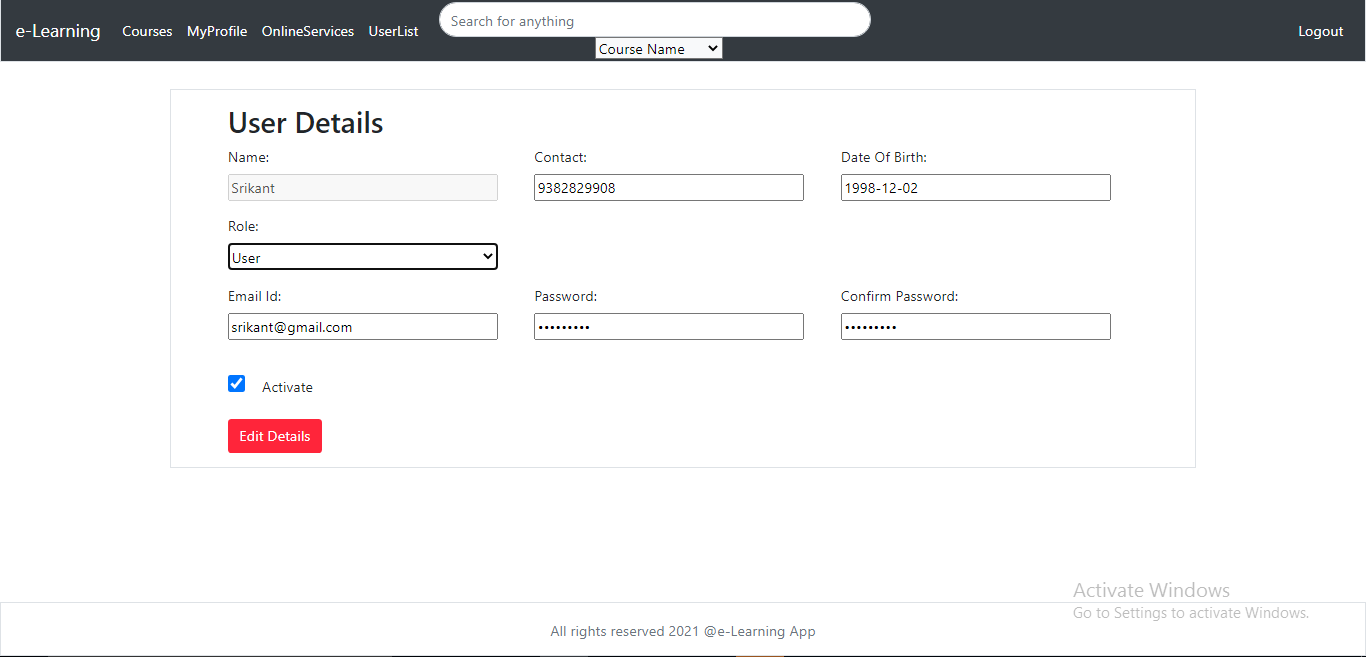 e-Learning Courses MyProfile OnlineServices UserList Search for anything Logout
Course Name
User Details
Name: Contact: Date Of Birth:
Srikant 9382829908 1998-12-02
Role:
User
Email Id: Password: Confirm Password:
srikant@gmail.com ••••••••• •••••••••
Activate
Edit Details
Activate Windows
Go to Settings to activate Windows.
All rights reserved 2021 @e-Learning App